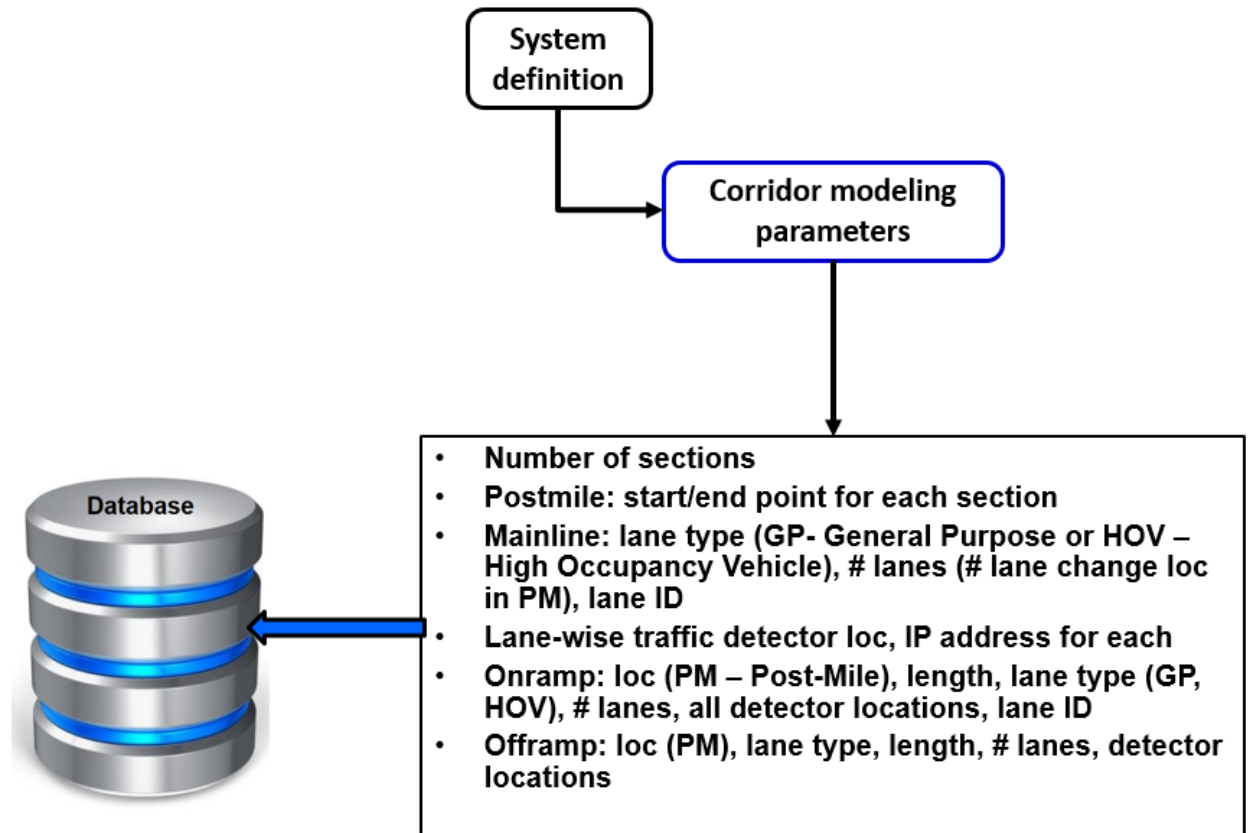 System
definition
Corridor modeling
parameters
• Number of sections
• Postmile: start/end point for each section
• Mainline: lane type (GP- General Purpose or HOV –
High Occupancy Vehicle), # lanes (# lane change loc
in PM), lane ID
• Lane-wise traffic detector loc, IP address for each
• Onramp: loc (PM – Post-Mile), length, lane type (GP,
HOV), # lanes, all detector locations, lane ID
• Offramp: loc (PM), lane type, length, # lanes, detector
locations
Database